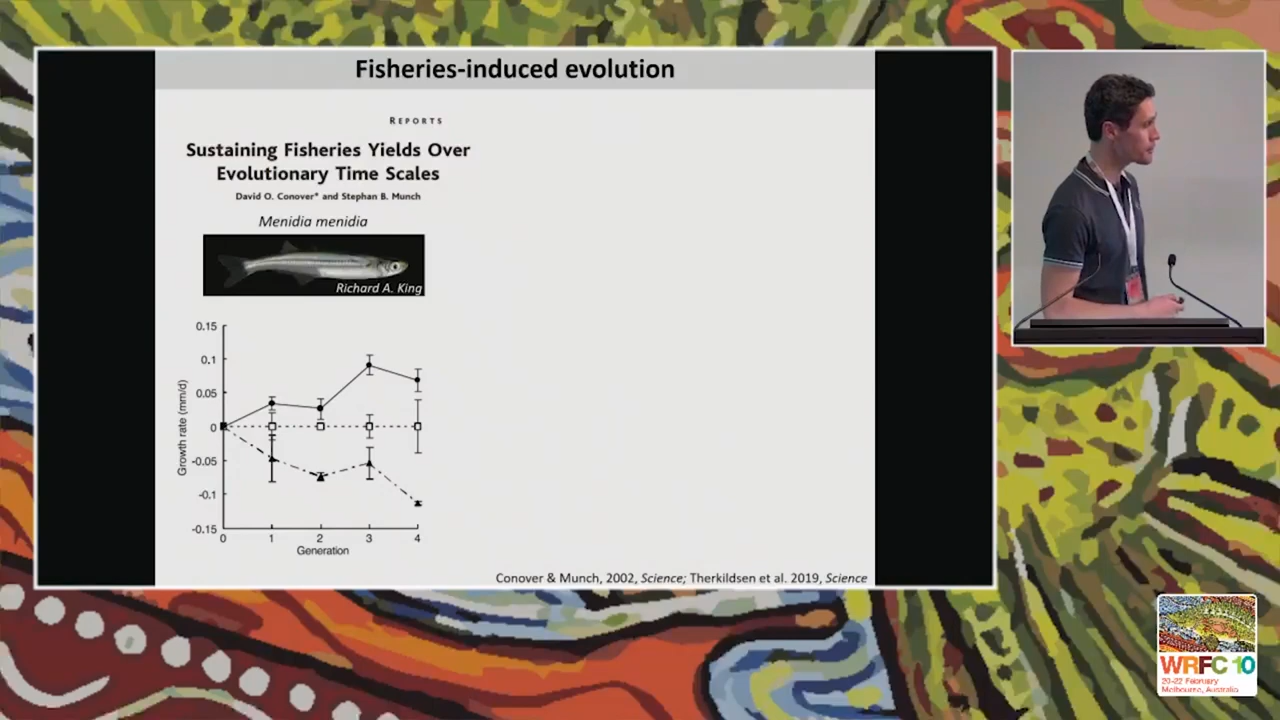 Fisheries-induced evolution
REPORTS
Sustaining Fisheries Yields Over
Evolutionary Time Scales
David O. Conover* and Stephan B. Munch
Menidia menidia
Richard A. King
0.15
0.1
0.05
0
-0.05
-0.1
-0.15
Growth rate (mm/d)
0 1 2 3 4
Generation
Conover & Munch, 2002, Science; Therkildsen et al. 2019, Science
WRFC 10
20-22 February
Melbourne, Australia